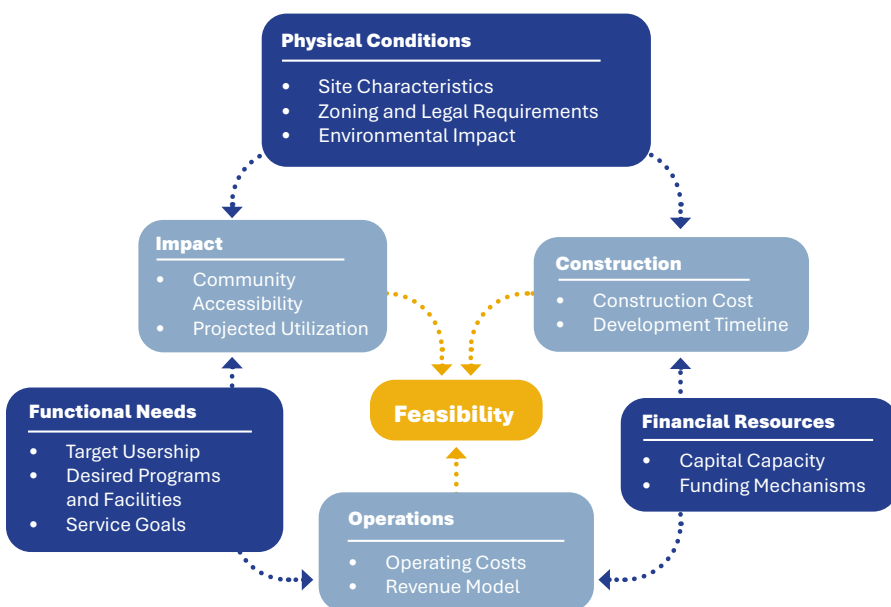 Physical Conditions
• Site Characteristics
• Zoning and Legal Requirements
• Environmental Impact
Impact
• Community
Accessibility
• Projected Utilization
Construction
• Construction Cost
• Development Timeline
Feasibility
Functional Needs
• Target Usership
• Desired Programs
and Facilities
• Service Goals
Financial Resources
• Capital Capacity
• Funding Mechanisms
Operations
• Operating Costs
• Revenue Model